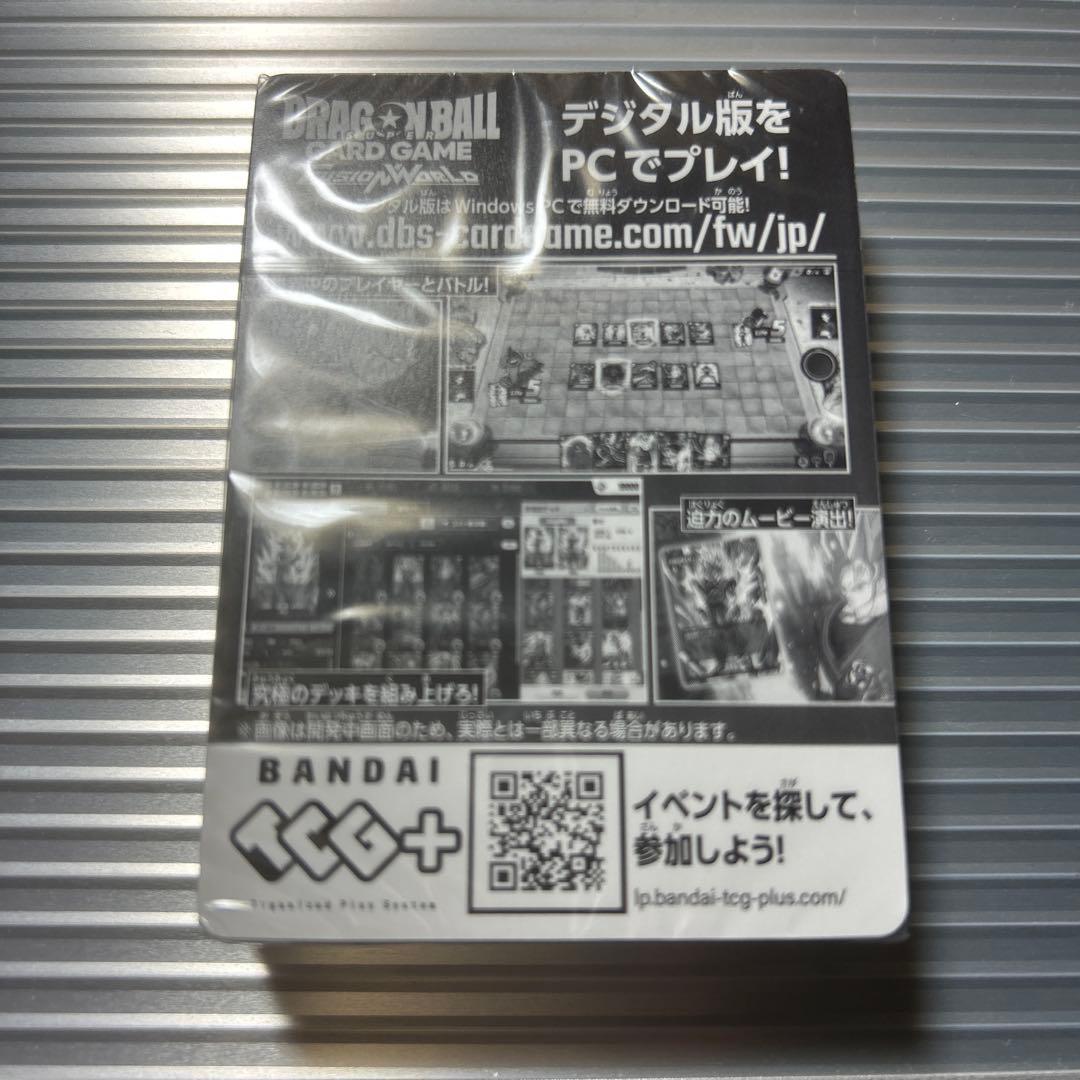 DRAGONBALL
SUPER
CARD GAME
FUSION WORLD
デジタル版を
PCでプレイ!
タル版はWindows PCで無料ダウンロード可能!
www.dbs-cardgame.com/fw/jp/
のプレイヤーとバトル!
迫力のムービー演出!
究極のデッキを組み上げろ!
※画像は開発中画面のため、実際とは一部異なる場合があります。
BANDAI
TCG+
イベントを探して、
参加しよう!
lp.bandai-tcg-plus.com/